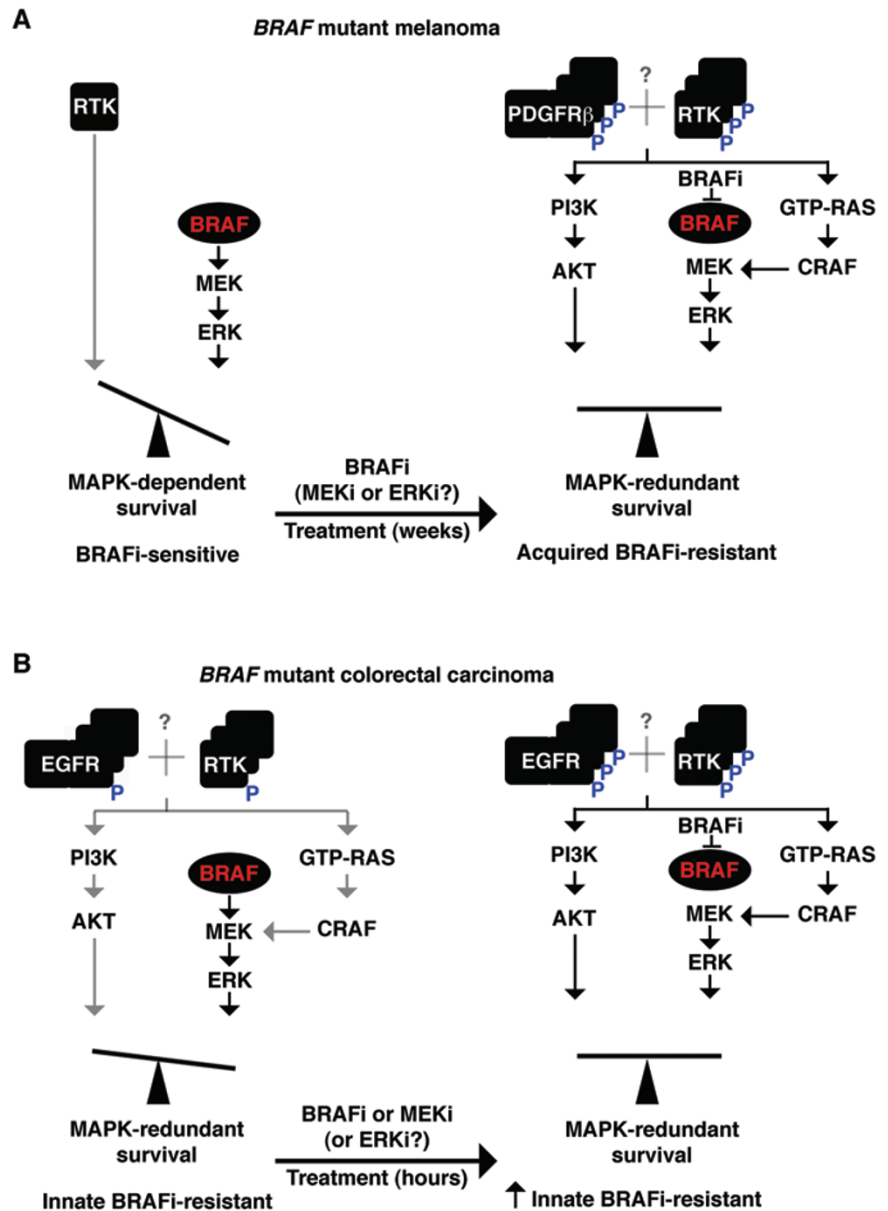 A
BRAF mutant melanoma
RTK
BRAF
MEK
ERK
MAPK-dependent
survival
BRAFi-sensitive
BRAFi
(MEKi or ERKi?)
Treatment (weeks)
?
PDGFRβ
P
P
P
RTK
P
P
P
BRAFi
PI3K
BRAF
GTP-RAS
AKT
MEK
CRAF
ERK
MAPK-redundant
survival
Acquired BRAFi-resistant
B
BRAF mutant colorectal carcinoma
?
EGFR
RTK
P
P
PI3K
BRAF
GTP-RAS
AKT
MEK
CRAF
ERK
MAPK-redundant
survival
Innate BRAFi-resistant
BRAFi or MEKi
(or ERKi?)
Treatment (hours)
?
EGFR
P
P
P
RTK
P
P
P
BRAFi
PI3K
BRAF
GTP-RAS
AKT
MEK
CRAF
ERK
MAPK-redundant
survival
↑ Innate BRAFi-resistant